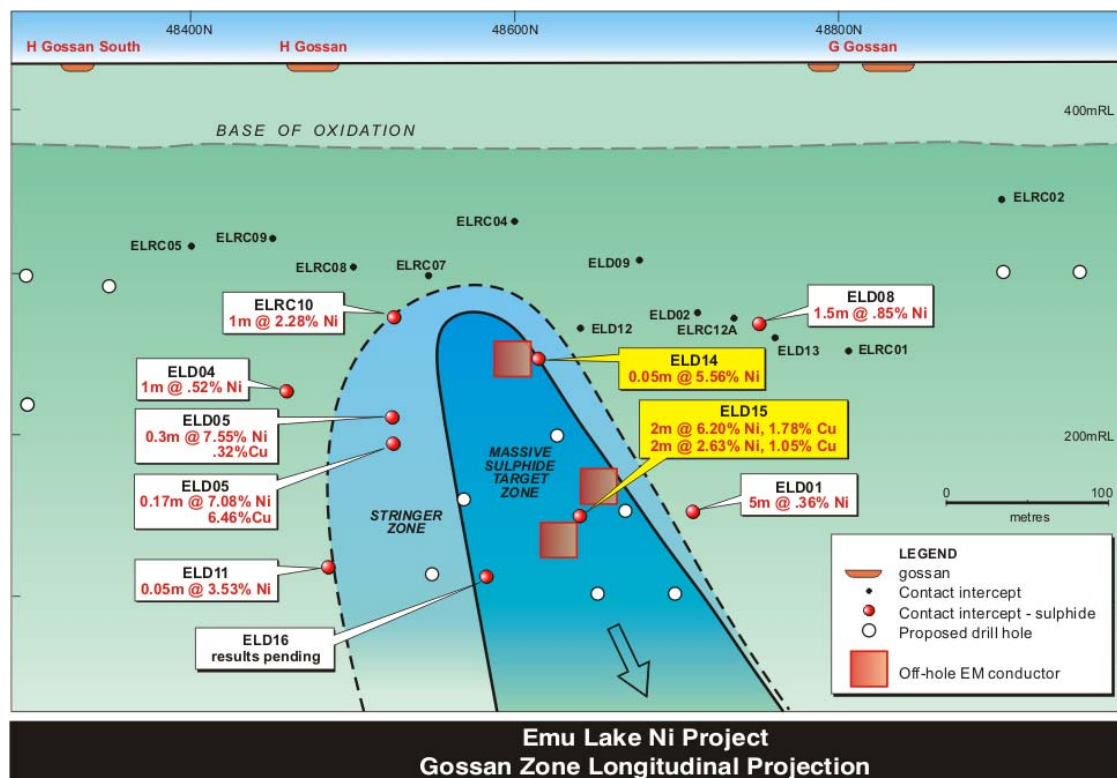 48400N
48600N
48800N
H Gossan South
H Gossan
G Gossan
400mRL
BASE OF OXIDATION
ELRC02
ELRC04
ELRC09
ELRC05
ELD09
ELRC08
ELRC07
ELRC10
1m @ 2.28% Ni
ELD08
1.5m @ .85% Ni
ELD02
ELRC12A
ELD12
ELD13
ELRC01
ELD14
0.05m @ 5.56% Ni
ELD04
1m @ .52% Ni
ELD05
0.3m @ 7.55% Ni
.32%Cu
ELD15
2m @ 6.20% Ni, 1.78% Cu
2m @ 2.63% Ni, 1.05% Cu
200mRL
MASSIVE
SULPHIDE
TARGET
ZONE
ELD05
0.17m @ 7.08% Ni
6.46%Cu
ELD01
5m @ .36% Ni
0
100
metres
STRINGER
ZONE
ELD11
0.05m @ 3.53% Ni
ELD16
results pending
LEGEND
gossan
Contact intercept
Contact intercept - sulphide
Proposed drill hole
Off-hole EM conductor
Emu Lake Ni Project
Gossan Zone Longitudinal Projection